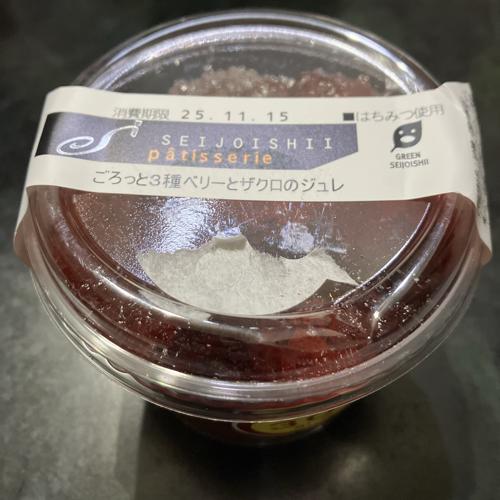 消費期限 25.11.15 ■はちみつ使用
SEIJOISHII
pâtisserie
GREEN
SEIJOISHII
ごろっと3種ベリーとザクロのジュレ